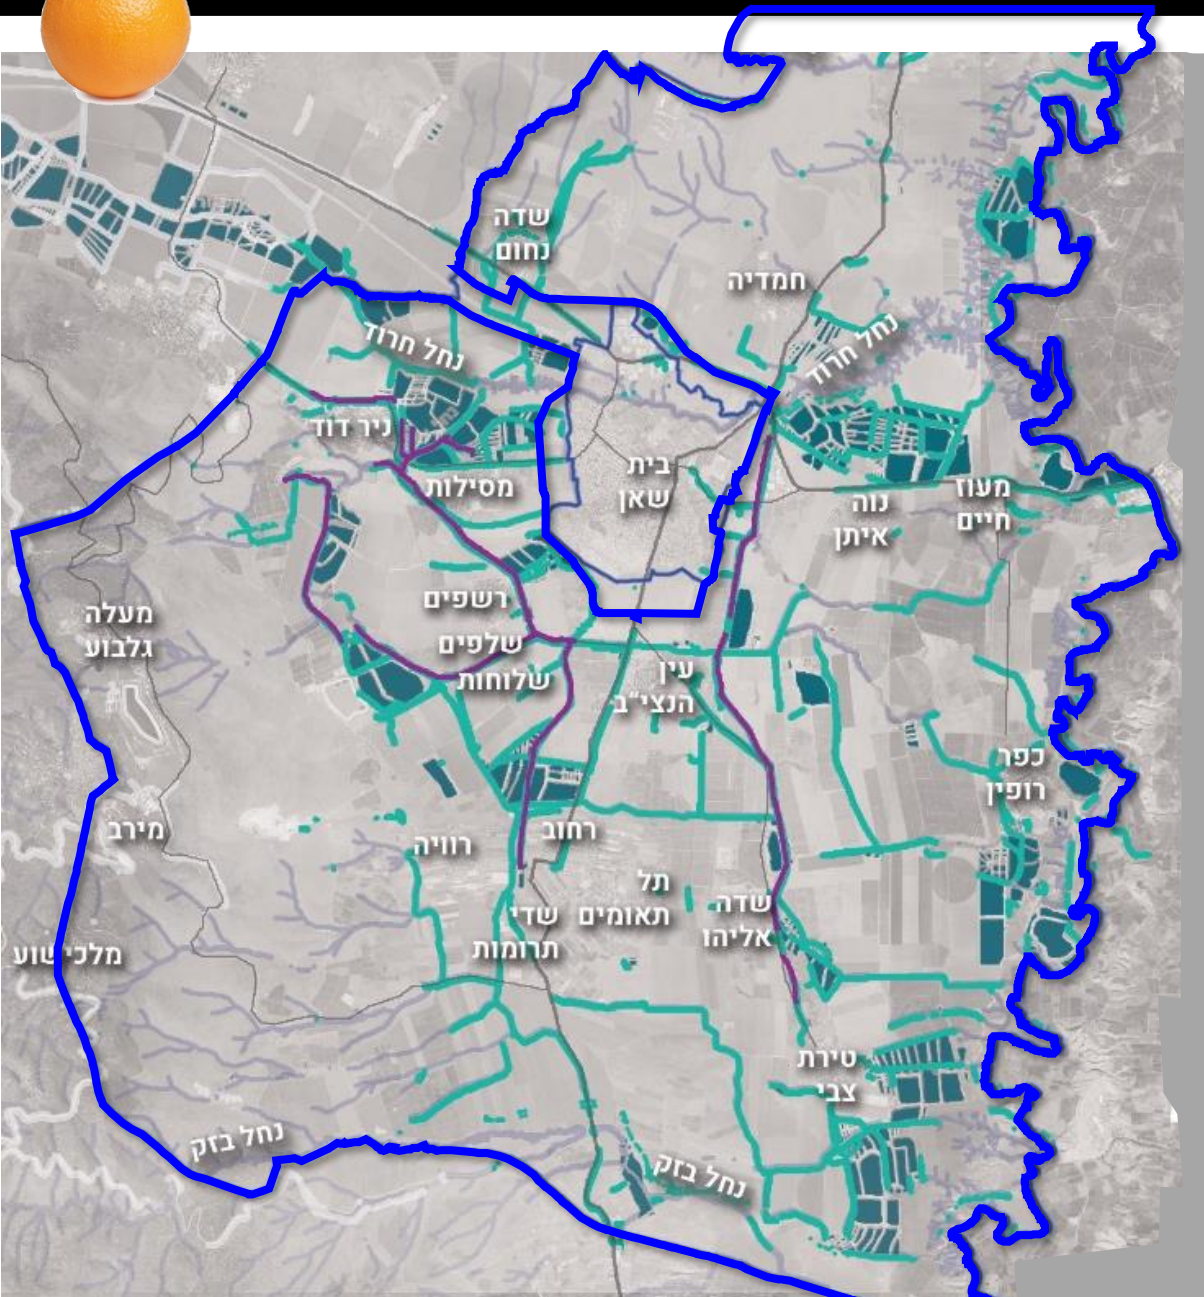 שדה
נחום
חמדיה
נחל חרוד
נחל חרוד
ניר דוד
מסילות
בית
שאן
נוה
איתן
מעוז
חיים
מעלה
גלבוע
רשפים
שלפים
שלוחות
עין
הנצי״ב
כפר
רופין
מירב
רוויה
רחוב
תל
תאומים
שדה
אליהו
שדי
תרומות
מלכישוע
טירת
צבי
נחל בזק
נחל בזק